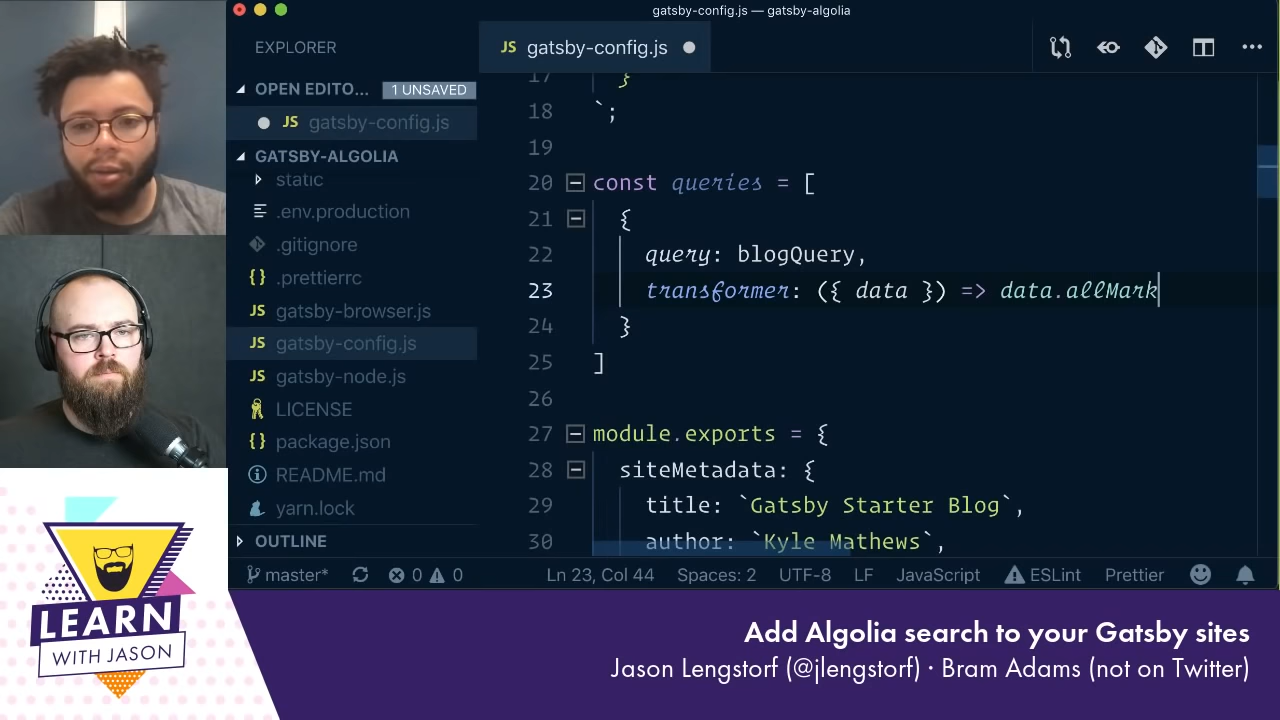 gatsby-config.js — gatsby-algolia
EXPLORER
JS gatsby-config.js
OPEN EDITO... 1 UNSAVED
JS gatsby-config.js
GATSBY-ALGOLIA
static
.env.production
.gitignore
{} .prettierrc
JS gatsby-browser.js
JS gatsby-config.js
JS gatsby-node.js
LICENSE
{} package.json
README.md
yarn.lock
OUTLINE
17 }
18 `;
19
20 const queries = [
21 {
22 query: blogQuery,
23 transformer: ({ data }) => data.allMark
24 }
25 ]
26
27 module.exports = {
28 siteMetadata: {
29 title: `Gatsby Starter Blog`,
30 author: `Kyle Mathews`,
master* 0 0 Ln 23, Col 44 Spaces: 2 UTF-8 LF JavaScript ESLint Prettier
LEARN
WITH JASON
Add Algolia search to your Gatsby sites
Jason Lengstorf (@jlengstorf) · Bram Adams (not on Twitter)